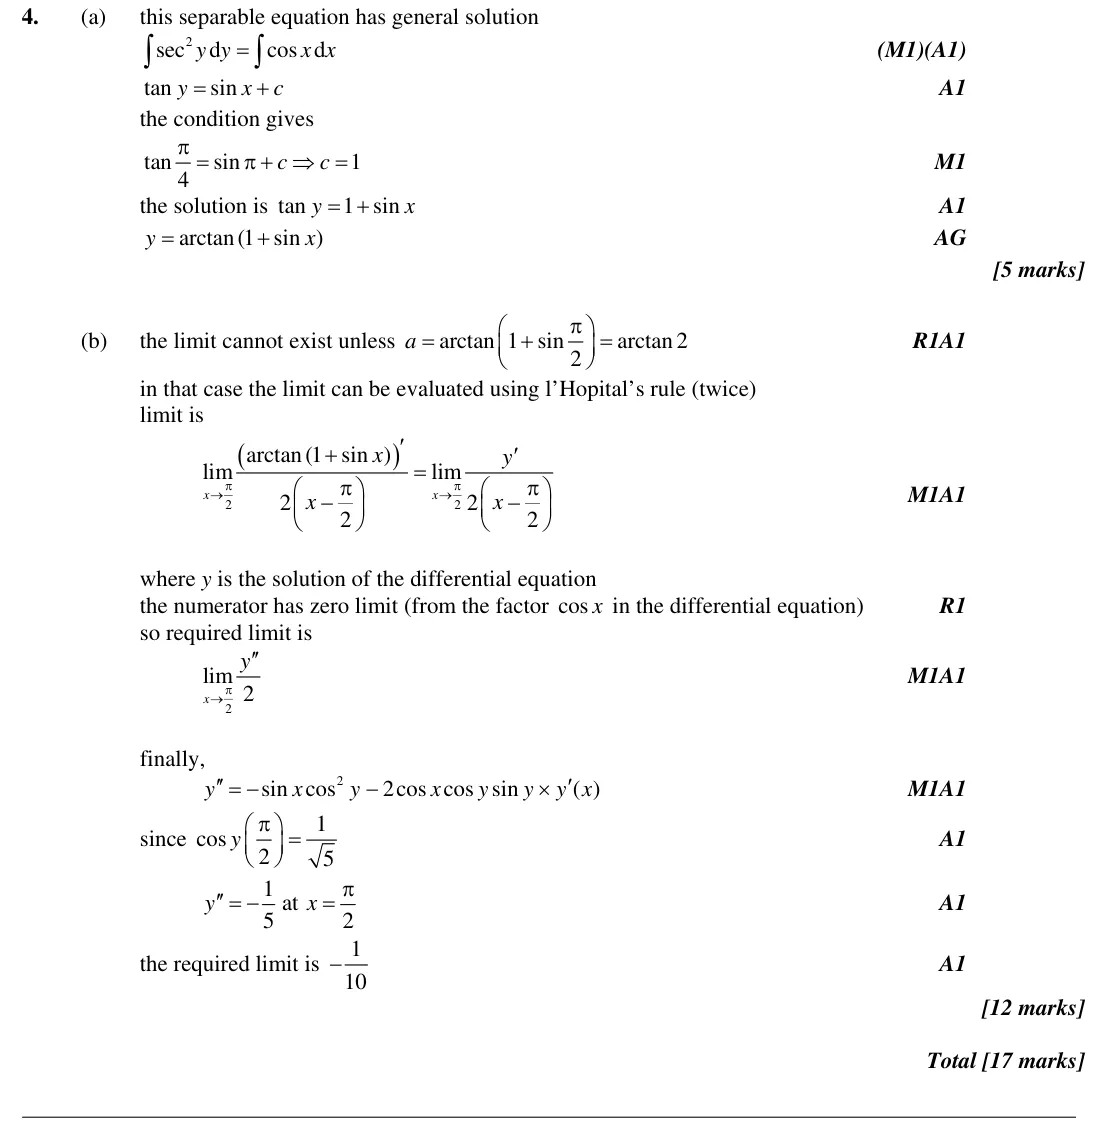 4. (a) this separable equation has general solution
∫sec² y dy = ∫cos x dx (M1)(A1)
tan y = sin x + c A1
the condition gives
tan π/4 = sin π + c ⇒ c = 1 M1
the solution is tan y = 1 + sin x A1
y = arctan (1 + sin x) AG
[5 marks]
(b) the limit cannot exist unless a = arctan(1 + sin π/2) = arctan 2 R1A1
in that case the limit can be evaluated using l’Hopital’s rule (twice)
limit is
lim x→π/2 (arctan (1 + sin x))′ / 2(x − π/2) = lim x→π/2 y′ / 2(x − π/2) M1A1
where y is the solution of the differential equation
the numerator has zero limit (from the factor cos x in the differential equation) R1
so required limit is
lim x→π/2 y″/2 M1A1
finally,
y″ = −sin x cos² y − 2 cos x cos y sin y × y′(x) M1A1
since cos y(π/2) = 1/√5 A1
y″ = −1/5 at x = π/2 A1
the required limit is −1/10 A1
[12 marks]
Total [17 marks]